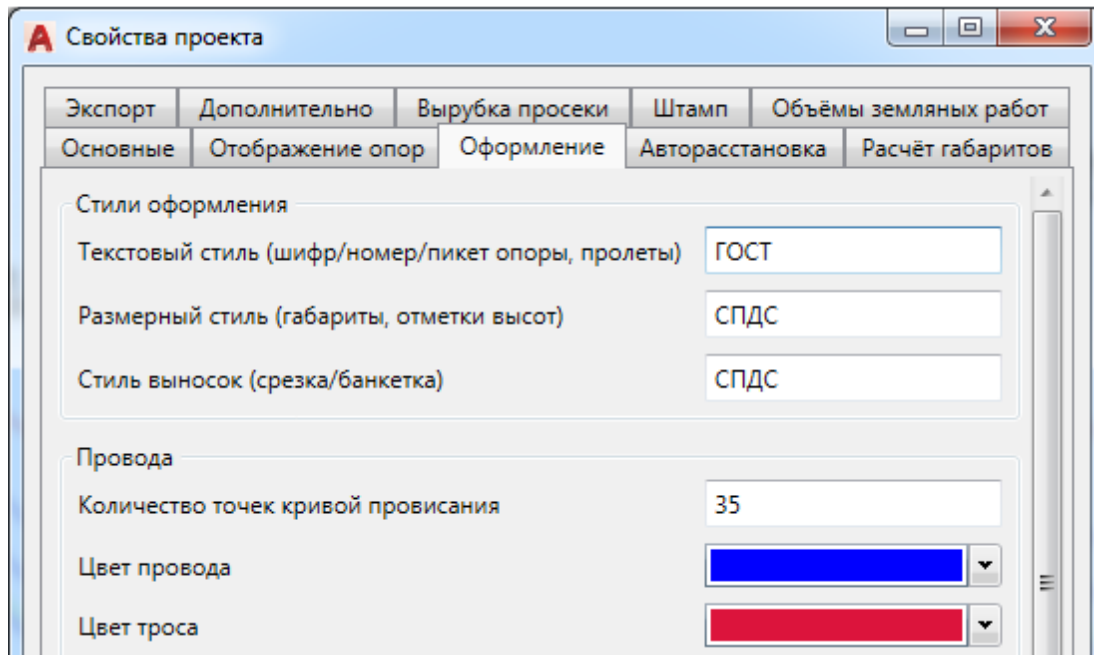 Свойства проекта
Экспорт Дополнительно Вырубка просеки Штамп Объёмы земляных работ
Основные Отображение опор Оформление Авторасстановка Расчёт габаритов
Стили оформления
Текстовый стиль (шифр/номер/пикет опоры, пролеты) ГОСТ
Размерный стиль (габариты, отметки высот) СПДС
Стиль выносок (срезка/банкетка) СПДС
Провода
Количество точек кривой провисания 35
Цвет провода
Цвет троса